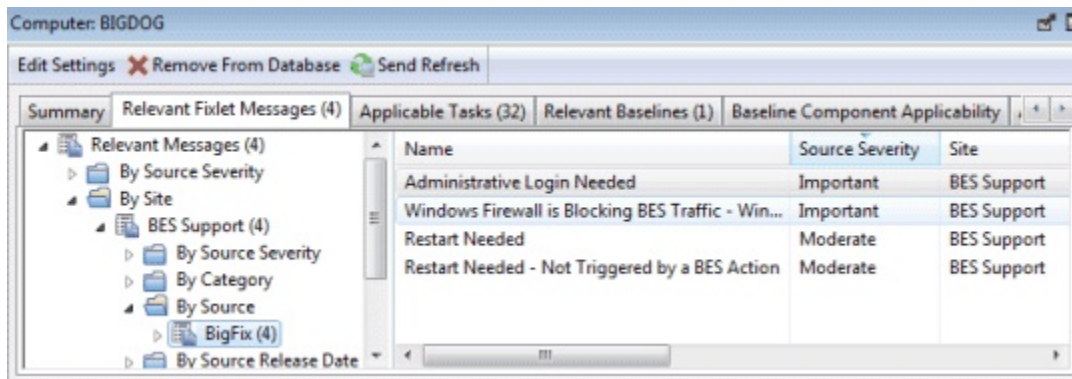 Computer: BIGDOG
Edit Settings Remove From Database Send Refresh
Summary Relevant Fixlet Messages (4) Applicable Tasks (32) Relevant Baselines (1) Baseline Component Applicability
Relevant Messages (4)
By Source Severity
By Site
BES Support (4)
By Source Severity
By Category
By Source
BigFix (4)
By Source Release Date
Name Source Severity Site
Administrative Login Needed Important BES Support
Windows Firewall is Blocking BES Traffic - Win... Important BES Support
Restart Needed Moderate BES Support
Restart Needed - Not Triggered by a BES Action Moderate BES Support